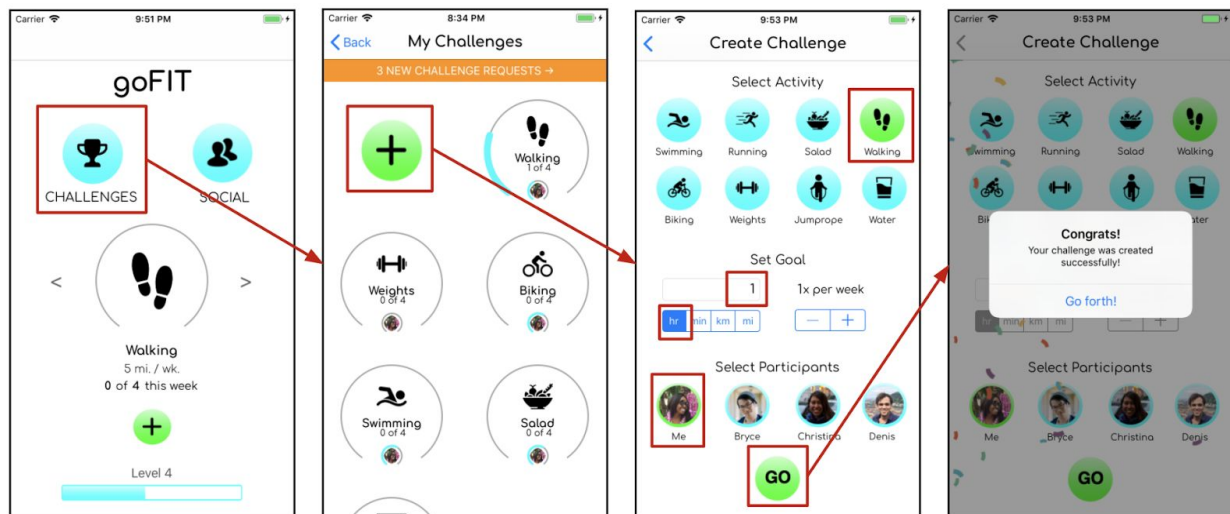 Carrier 9:51 PM
goFIT
CHALLENGES SOCIAL
< >
Walking
5 mi. / wk.
0 of 4 this week
+
Level 4
Carrier 8:34 PM
Back My Challenges
3 NEW CHALLENGE REQUESTS →
+
Walking
1 of 4
Weights
0 of 4
Biking
0 of 4
Swimming
0 of 4
Salad
0 of 4
Carrier 9:53 PM
Create Challenge
Select Activity
Swimming Running Salad Walking
Biking Weights Jumprope Water
Set Goal
1 1x per week
hr min km mi − +
Select Participants
Me Bryce Christina Denis
GO
Carrier 9:53 PM
Create Challenge
Select Activity
Swimming Running Salad Walking
Congrats!
Your challenge was created
successfully!
Go forth!
hr min km mi − +
Select Participants
Me Bryce Christina Denis
GO